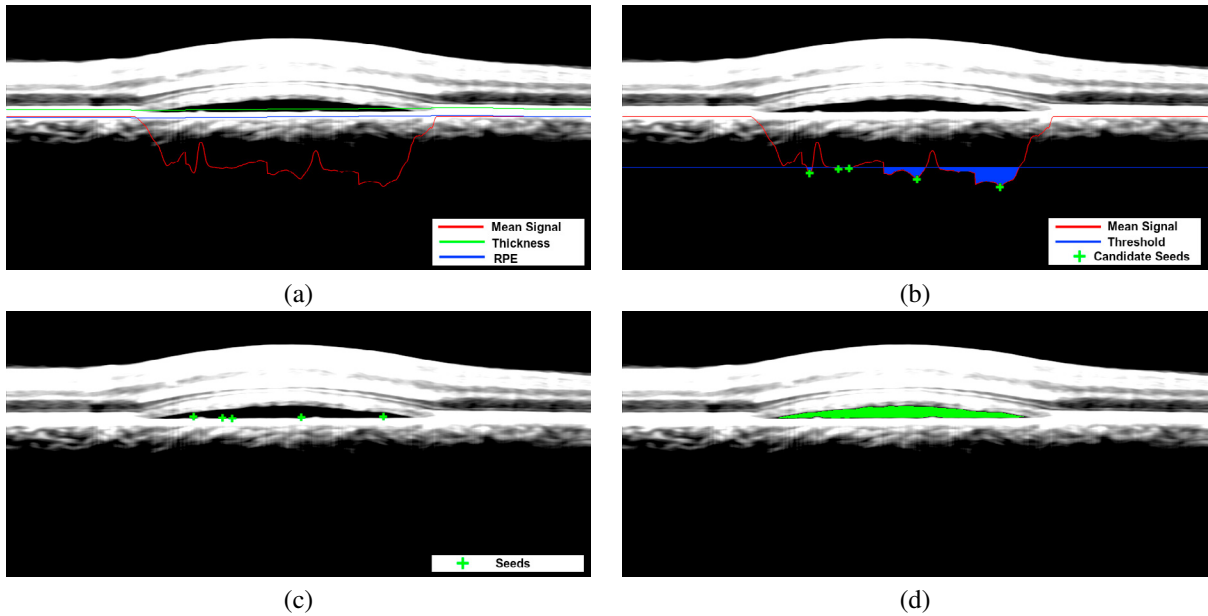 Mean Signal
Thickness
RPE
Mean Signal
Threshold
Candidate Seeds
(a)
(b)
Seeds
(c)
(d)